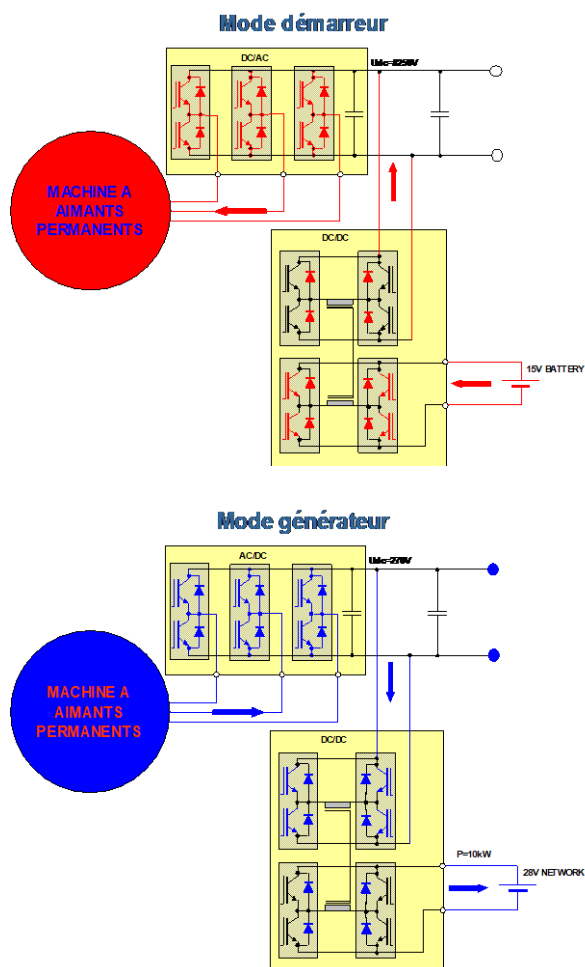 Mode démarreur
DC/AC
MACHINE A
AIMANTS
PERMANENTS
DC/DC
15V BATTERY
Mode générateur
AC/DC
Udc=270V
MACHINE A
AIMANTS
PERMANENTS
DC/DC
P=10kW
28V NETWORK